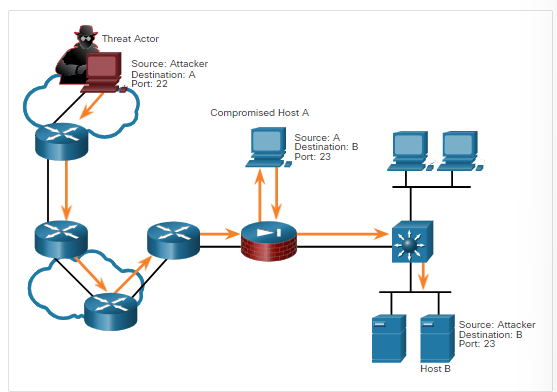 Threat Actor
Source: Attacker
Destination: A
Port: 22
Compromised Host A
Source: A
Destination: B
Port: 23
Source: Attacker
Destination: B
Port: 23
Host B